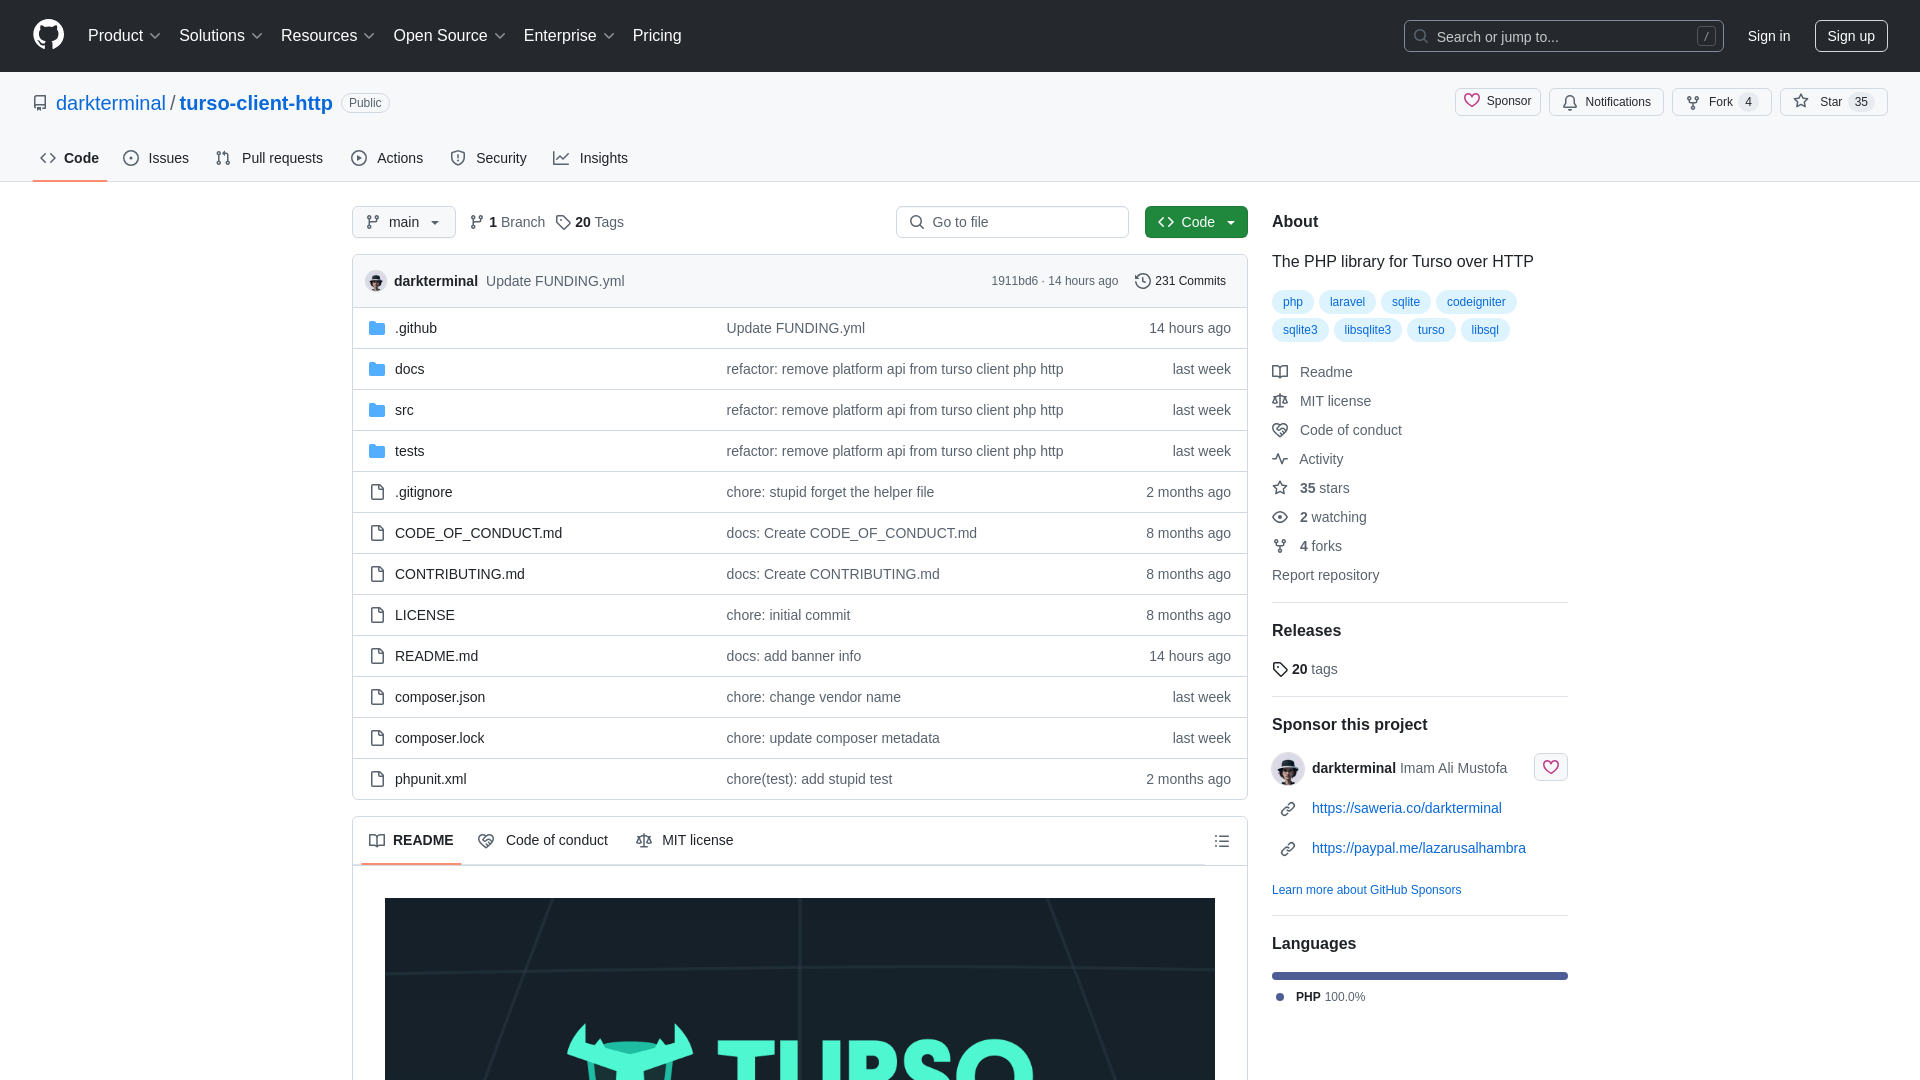 Product Solutions Resources Open Source Enterprise Pricing Search or jump to... / Sign in Sign up
darkterminal / turso-client-http Public Sponsor Notifications Fork 4 Star 35
Code Issues Pull requests Actions Security Insights
main 1 Branch 20 Tags Go to file Code
darkterminal Update FUNDING.yml 1911bd6 · 14 hours ago 231 Commits
.github Update FUNDING.yml 14 hours ago
docs refactor: remove platform api from turso client php http last week
src refactor: remove platform api from turso client php http last week
tests refactor: remove platform api from turso client php http last week
.gitignore chore: stupid forget the helper file 2 months ago
CODE_OF_CONDUCT.md docs: Create CODE_OF_CONDUCT.md 8 months ago
CONTRIBUTING.md docs: Create CONTRIBUTING.md 8 months ago
LICENSE chore: initial commit 8 months ago
README.md docs: add banner info 14 hours ago
composer.json chore: change vendor name last week
composer.lock chore: update composer metadata last week
phpunit.xml chore(test): add stupid test 2 months ago
README Code of conduct MIT license
TURSO
About
The PHP library for Turso over HTTP
php laravel sqlite codeigniter
sqlite3 libsqlite3 turso libsql
Readme
MIT license
Code of conduct
Activity
35 stars
2 watching
4 forks
Report repository
Releases
20 tags
Sponsor this project
darkterminal Imam Ali Mustofa
https://saweria.co/darkterminal
https://paypal.me/lazarusalhambra
Learn more about GitHub Sponsors
Languages
PHP 100.0%